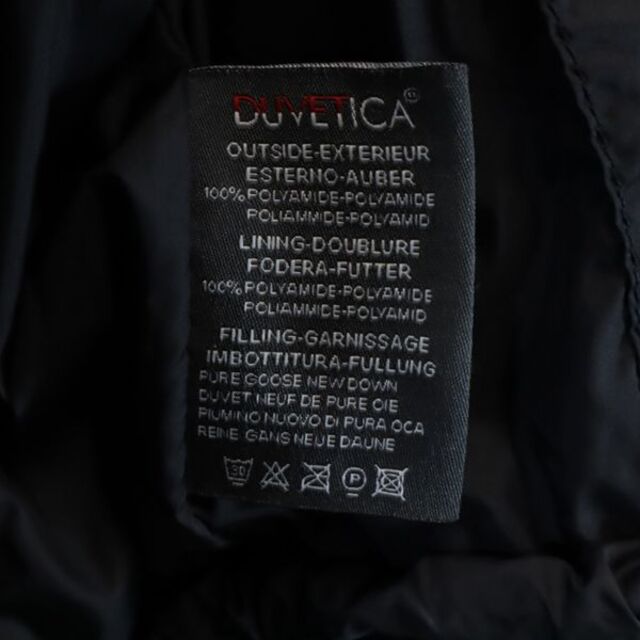 DUVETICA
OUTSIDE-EXTERIEUR
ESTERNO-AUBER
100% POLYAMIDE-POLYAMIDE
POLIAMMIDE-POLYAMID
LINING-DOUBLURE
FODERA-FUTTER
100% POLYAMIDE-POLYAMIDE
POLIAMMIDE-POLYAMID
FILLING-GARNISSAGE
IMBOTTITURA-FULLUNG
PURE GOOSE NEW DOWN
DUVET NEUF DE PURE OIE
PIUMINO NUOVO DI PURA OCA
REINE GANS NEUE DAUNE
30 P